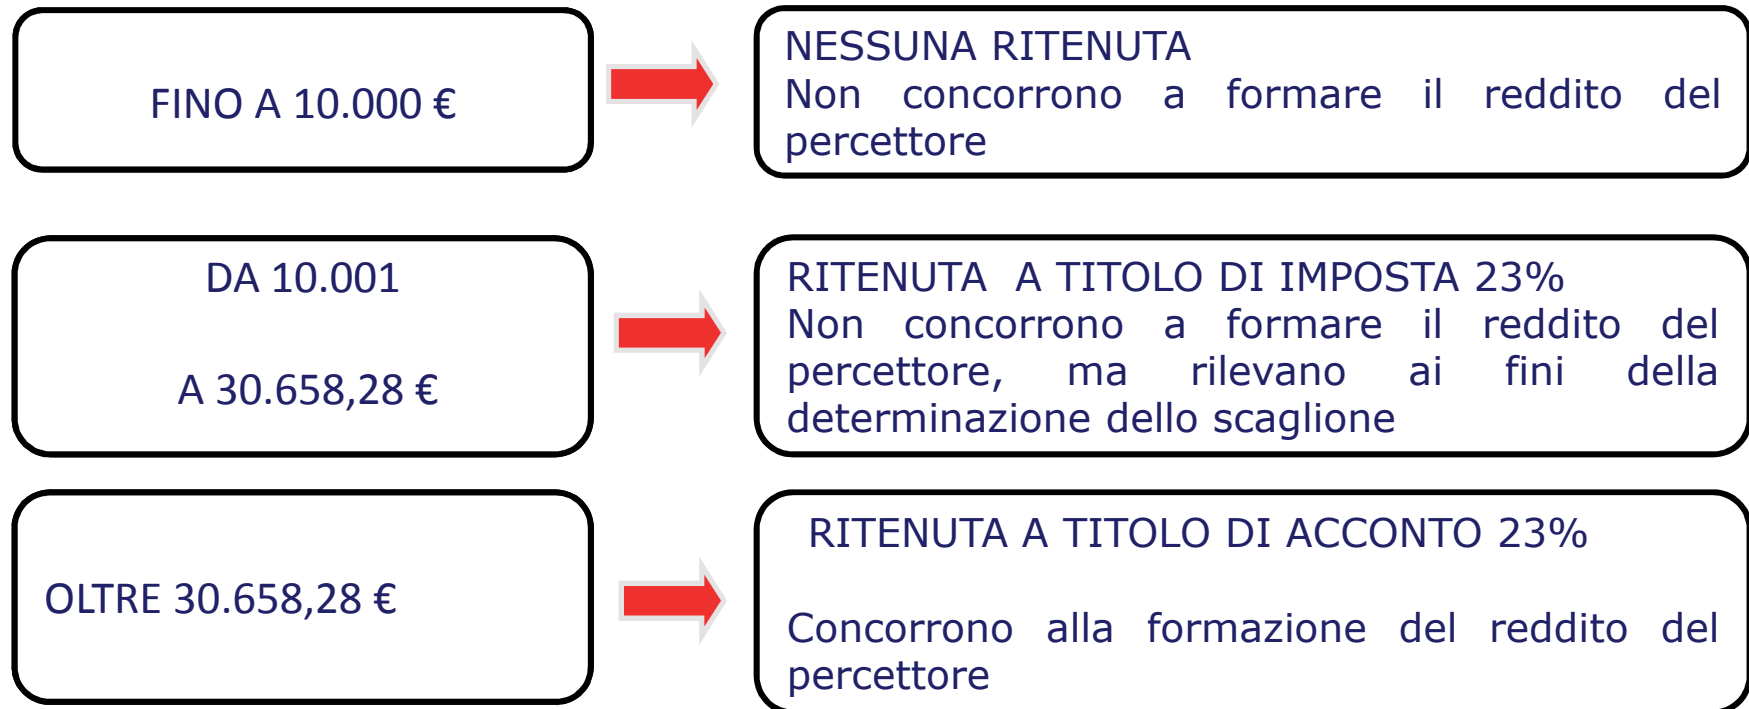 FINO A 10.000 €
NESSUNA RITENUTA
Non concorrono a formare il reddito del
percettore
DA 10.001
A 30.658,28 €
RITENUTA A TITOLO DI IMPOSTA 23%
Non concorrono a formare il reddito del
percettore, ma rilevano ai fini della
determinazione dello scaglione
OLTRE 30.658,28 €
RITENUTA A TITOLO DI ACCONTO 23%
Concorrono alla formazione del reddito del
percettore